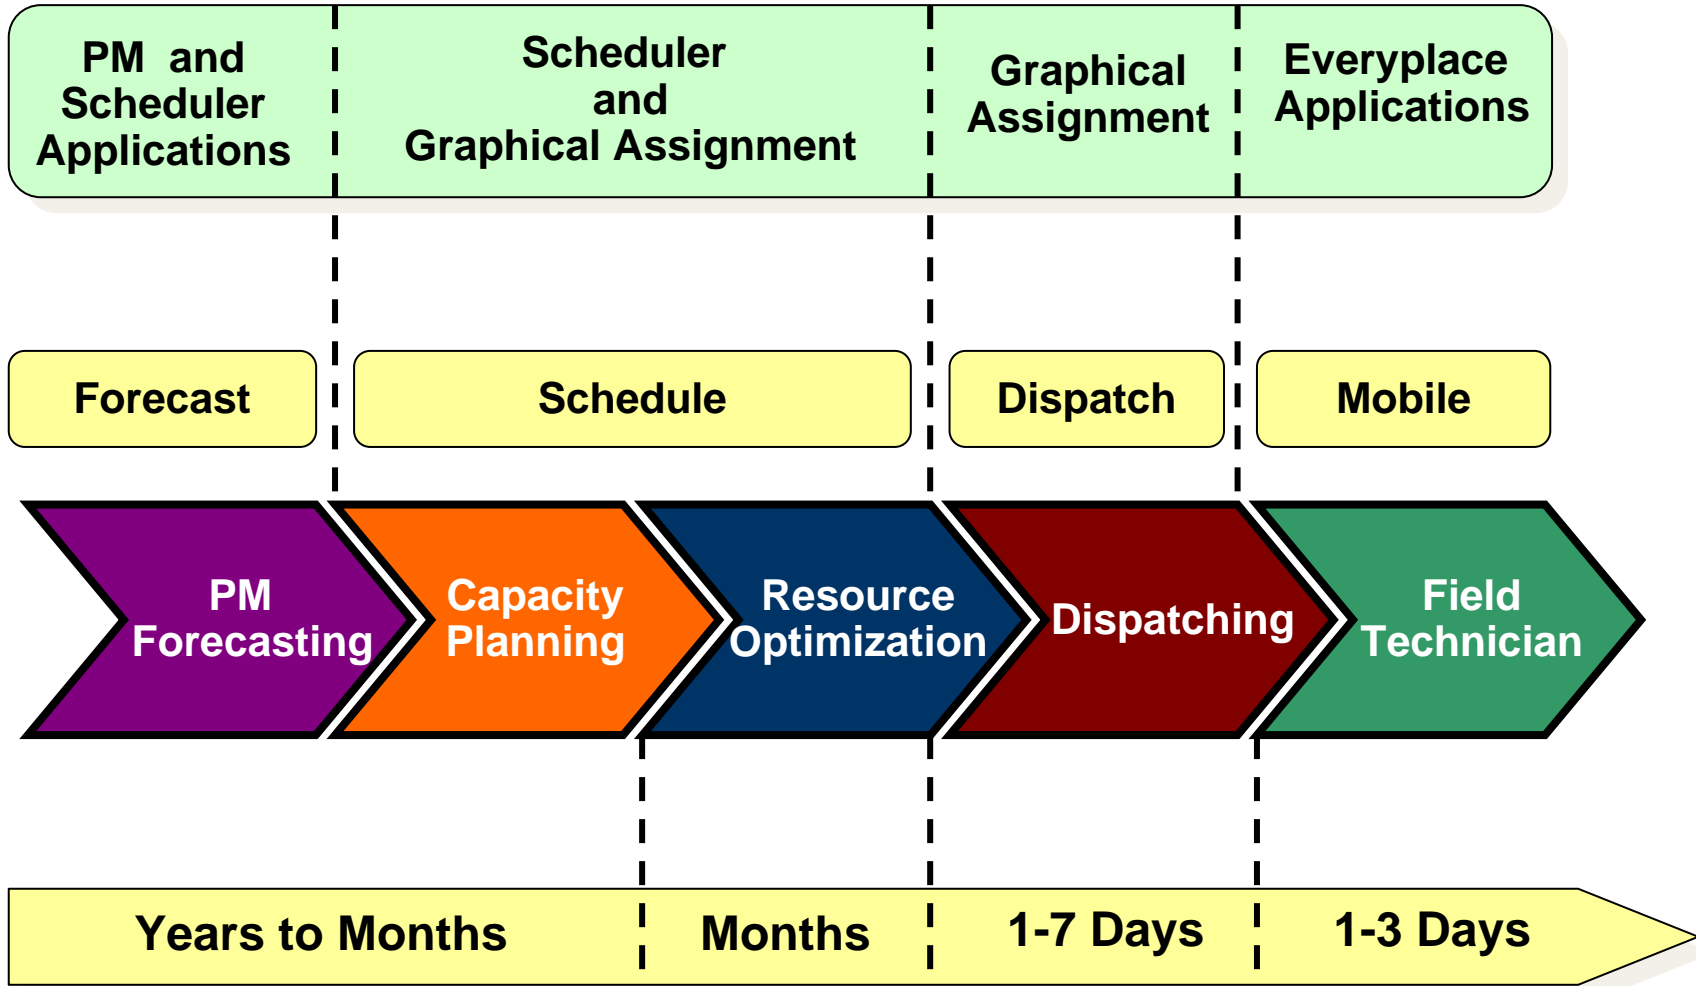 PM and
Scheduler
Applications
Scheduler
and
Graphical Assignment
Graphical
Assignment
Everyplace
Applications
Forecast
Schedule
Dispatch
Mobile
PM
Forecasting
Capacity
Planning
Resource
Optimization
Dispatching
Field
Technician
Years to Months
Months
1-7 Days
1-3 Days